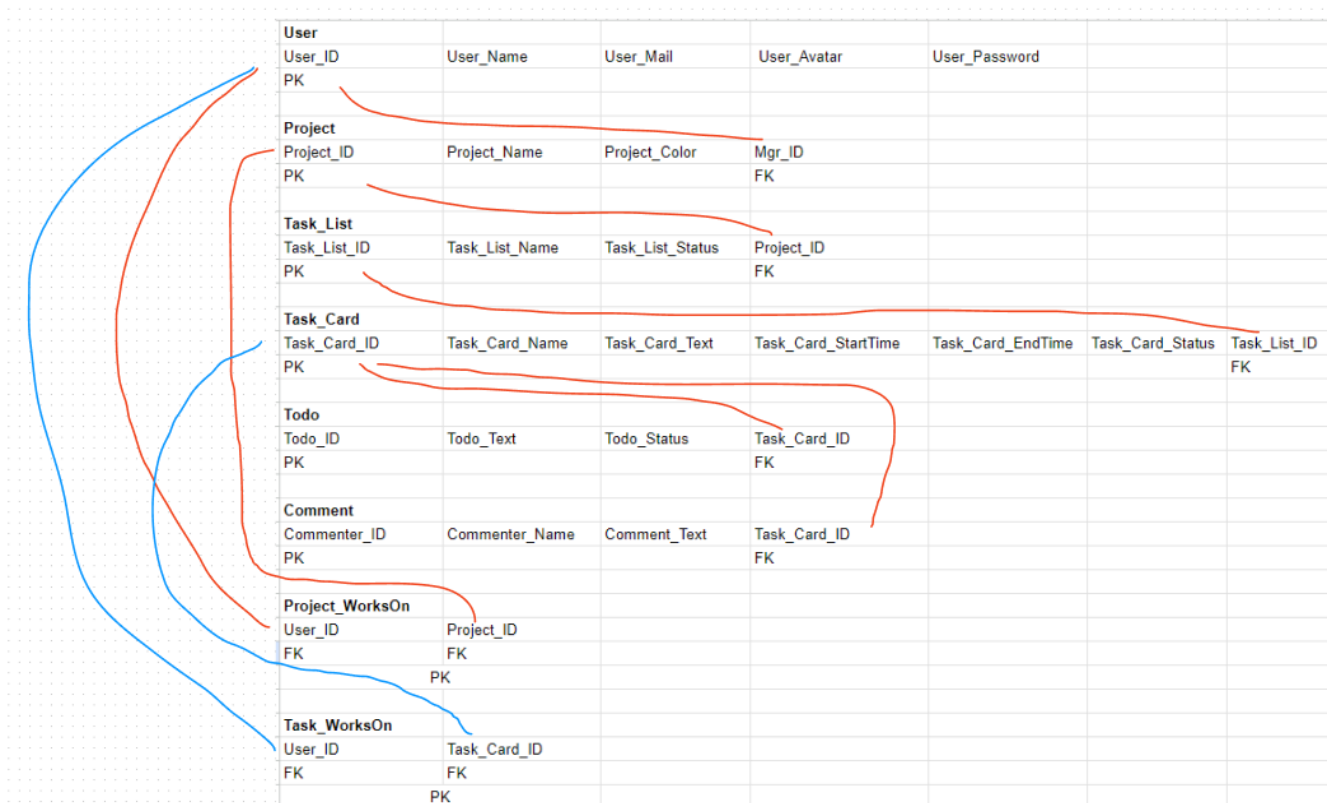 User
User_ID User_Name User_Mail User_Avatar User_Password
PK
Project
Project_ID Project_Name Project_Color Mgr_ID
PK FK
Task_List
Task_List_ID Task_List_Name Task_List_Status Project_ID
PK FK
Task_Card
Task_Card_ID Task_Card_Name Task_Card_Text Task_Card_StartTime Task_Card_EndTime Task_Card_Status Task_List_ID
PK FK
Todo
Todo_ID Todo_Text Todo_Status Task_Card_ID
PK FK
Comment
Commenter_ID Commenter_Name Comment_Text Task_Card_ID
PK FK
Project_WorksOn
User_ID Project_ID
FK FK
PK
Task_WorksOn
User_ID Task_Card_ID
FK FK
PK